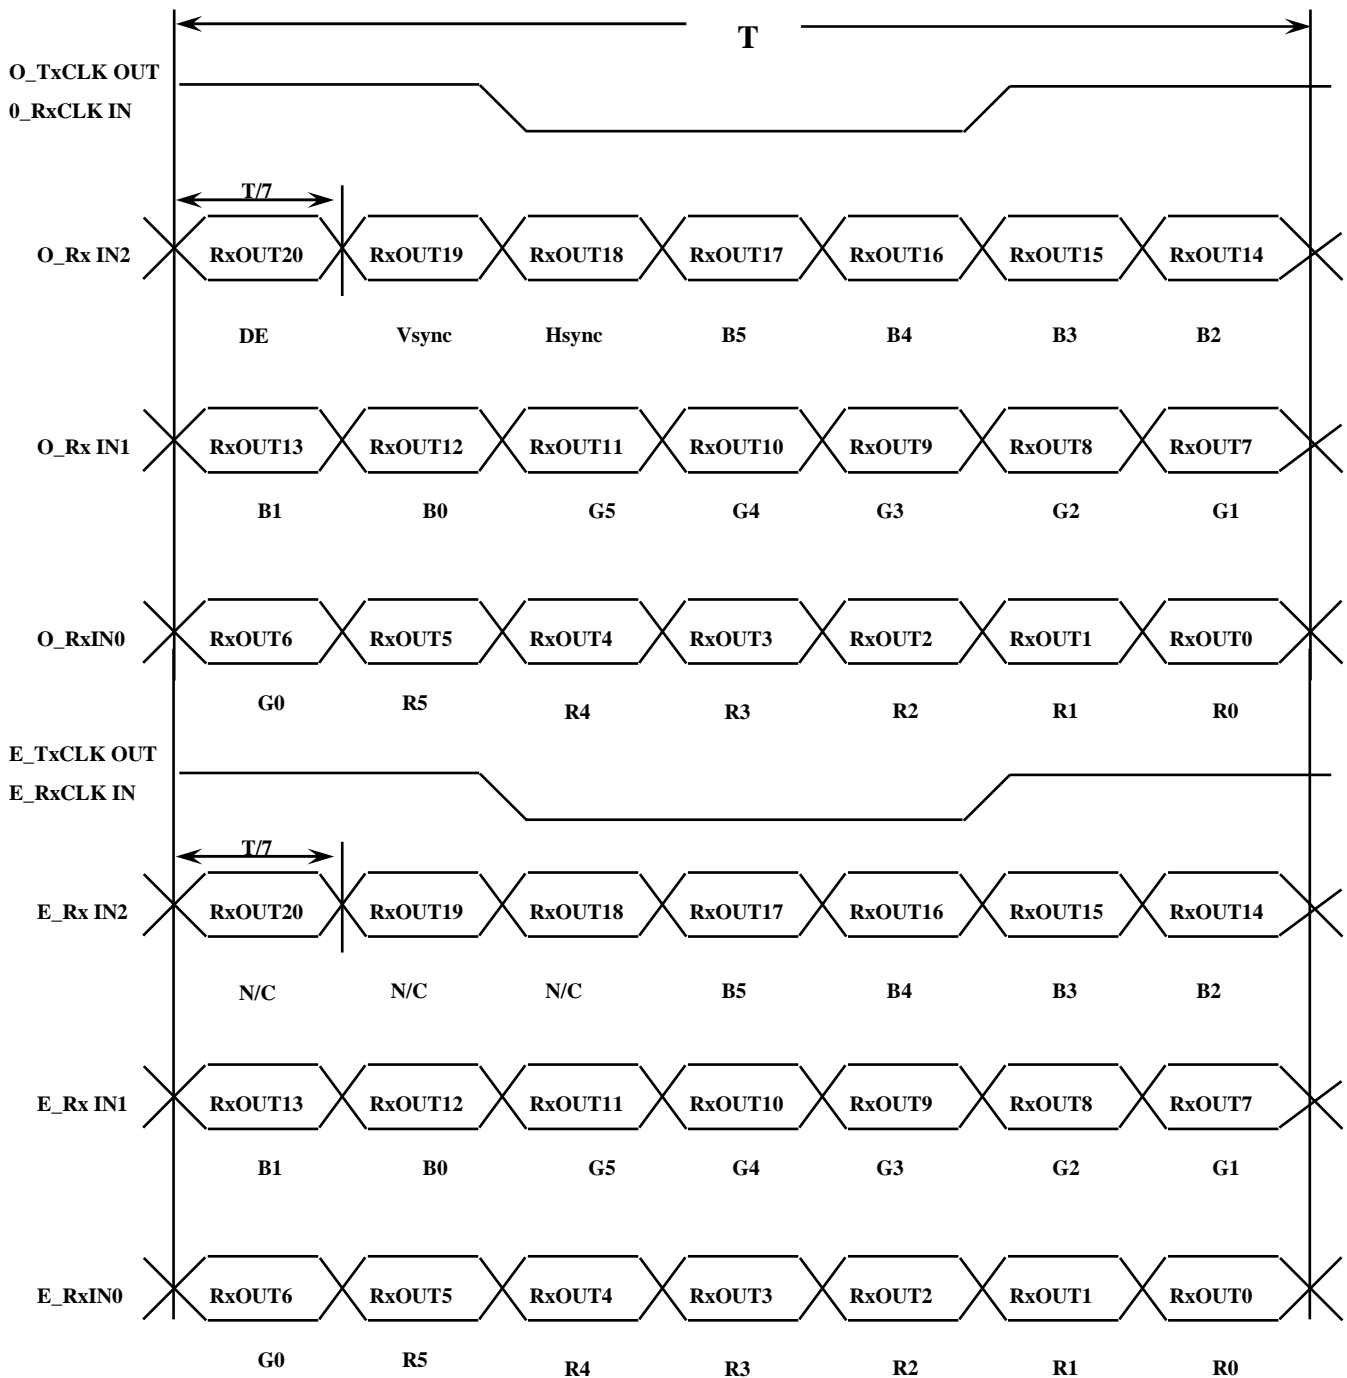 T
O_TxCLK OUT
0_RxCLK IN
T/7
O_Rx IN2 RxOUT20 RxOUT19 RxOUT18 RxOUT17 RxOUT16 RxOUT15 RxOUT14
DE Vsync Hsync B5 B4 B3 B2
O_Rx IN1 RxOUT13 RxOUT12 RxOUT11 RxOUT10 RxOUT9 RxOUT8 RxOUT7
B1 B0 G5 G4 G3 G2 G1
O_RxIN0 RxOUT6 RxOUT5 RxOUT4 RxOUT3 RxOUT2 RxOUT1 RxOUT0
G0 R5 R4 R3 R2 R1 R0
E_TxCLK OUT
E_RxCLK IN
T/7
E_Rx IN2 RxOUT20 RxOUT19 RxOUT18 RxOUT17 RxOUT16 RxOUT15 RxOUT14
N/C N/C N/C B5 B4 B3 B2
E_Rx IN1 RxOUT13 RxOUT12 RxOUT11 RxOUT10 RxOUT9 RxOUT8 RxOUT7
B1 B0 G5 G4 G3 G2 G1
E_RxIN0 RxOUT6 RxOUT5 RxOUT4 RxOUT3 RxOUT2 RxOUT1 RxOUT0
G0 R5 R4 R3 R2 R1 R0